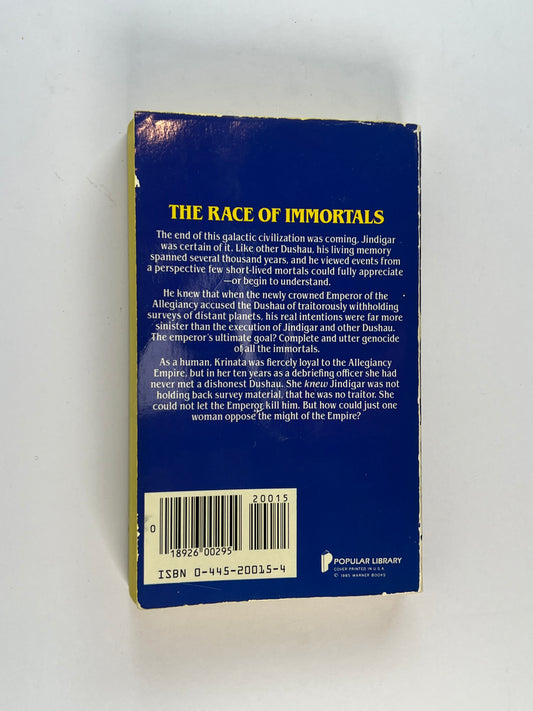 THE RACE OF IMMORTALS
The end of this galactic civilization was coming. Jindigar
was certain of it. Like other Dushau, his living memory
spanned several thousand years, and he viewed events from
a perspective few short-lived mortals could fully appreciate
—or begin to understand.
He knew that when the newly crowned Emperor of the
Allegiancy accused the Dushau of traitorously withholding
surveys of distant planets, his real intentions were far more
sinister than the execution of Jindigar and other Dushau.
The emperor's ultimate goal? Complete and utter genocide
of all the immortals.
As a human, Krinata was fiercely loyal to the Allegiancy
Empire, but in her ten years as a debriefing officer she had
never met a dishonest Dushau. She knew Jindigar was not
holding back survey material, that he was no traitor. She
could not let the Emperor kill him. But how could just one
woman oppose the might of the Empire?
20015
0
18926 00295
ISBN 0-445-20015-4
POPULAR LIBRARY
COVER PRINTED IN U.S.A.
© 1985 WARNER BOOKS